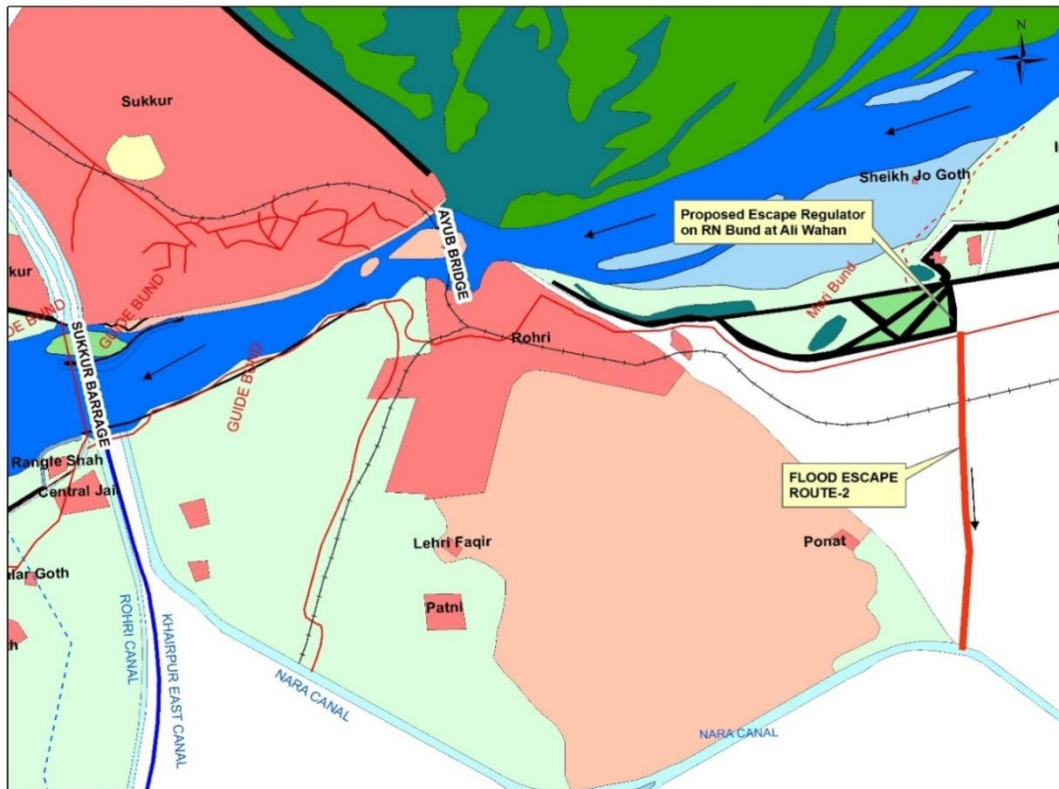 N
Sukkur
Sheikh Jo Goth
Proposed Escape Regulator
on RN Bund at Ali Wahan
AYUB BRIDGE
Mari Bund
kur
GUIDE BUND
DE BUND
SUKKUR BARRAGE
Rohri
GUIDE BUND
Rangle Shah
Central Jail
FLOOD ESCAPE
ROUTE-2
Lehri Faqir
Ponat
Goth
Patni
ROHRI CANAL
KHAIRPUR EAST CANAL
NARA CANAL
NARA CANAL